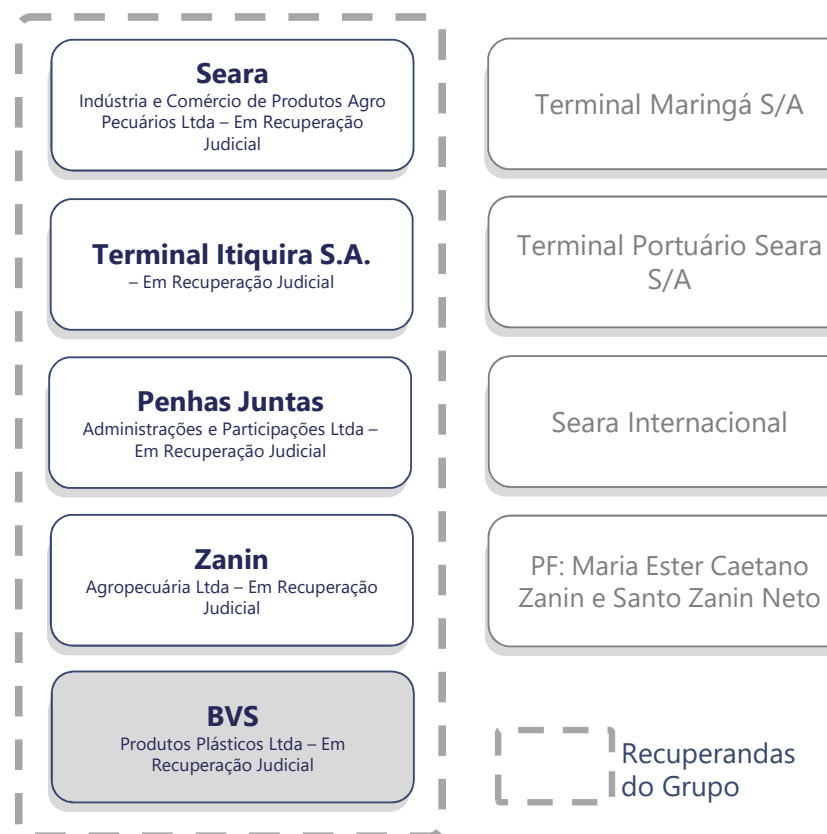 Seara
Indústria e Comércio de Produtos Agro
Pecuários Ltda – Em Recuperação
Judicial
Terminal Itiquira S.A.
– Em Recuperação Judicial
Penhas Juntas
Administrações e Participações Ltda –
Em Recuperação Judicial
Zanin
Agropecuária Ltda – Em Recuperação
Judicial
BVS
Produtos Plásticos Ltda – Em
Recuperação Judicial
Terminal Maringá S/A
Terminal Portuário Seara
S/A
Seara Internacional
PF: Maria Ester Caetano
Zanin e Santo Zanin Neto
Recuperandas
do Grupo